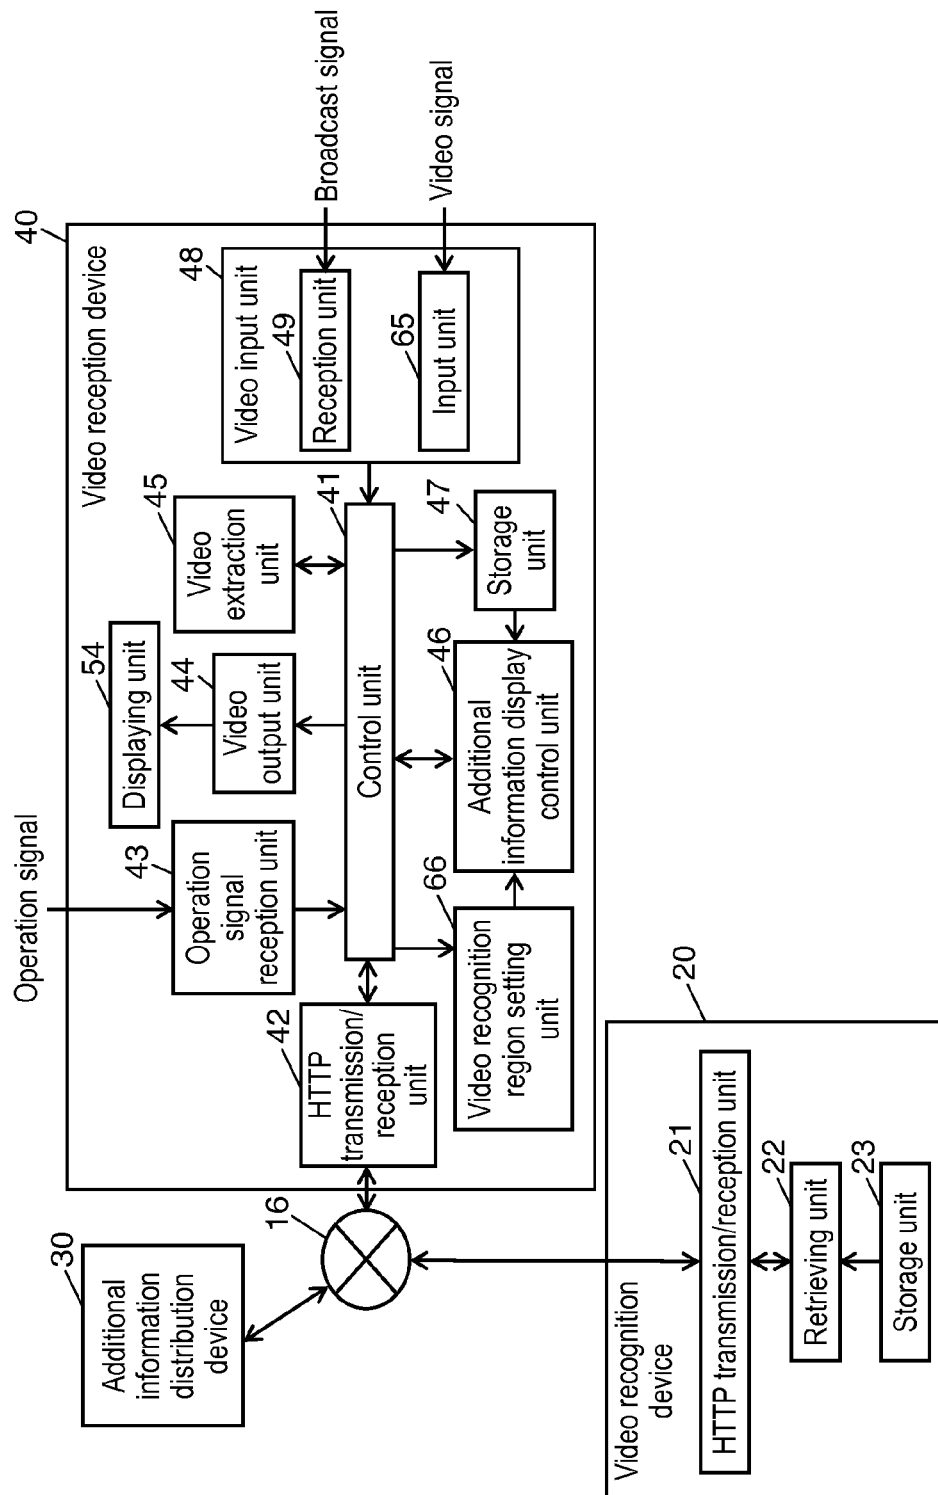 Operation signal
Video reception device
40
Broadcast signal
Video signal
43
Operation
signal
reception unit
54
Displaying unit
44
Video
output unit
45
Video
extraction
unit
48
Video input unit
49
Reception unit
65
Input unit
42
HTTP
transmission/
reception
unit
41
Control unit
66
Video recognition
region setting
unit
46
Additional
information display
control unit
47
Storage
unit
30
Additional
information
distribution
device
16
20
Video recognition
device
21
HTTP transmission/reception unit
22
Retrieving unit
23
Storage unit